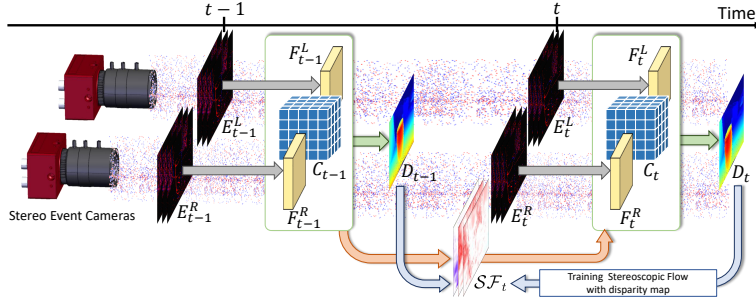 t − 1
t
Time
F^L_{t−1}
F^L_t
E^L_{t−1}
E^L_t
C_{t−1}
D_{t−1}
C_t
D_t
E^R_{t−1}
F^R_{t−1}
E^R_t
F^R_t
Stereo Event Cameras
𝒮ℱ_t
Training Stereoscopic Flow
with disparity map